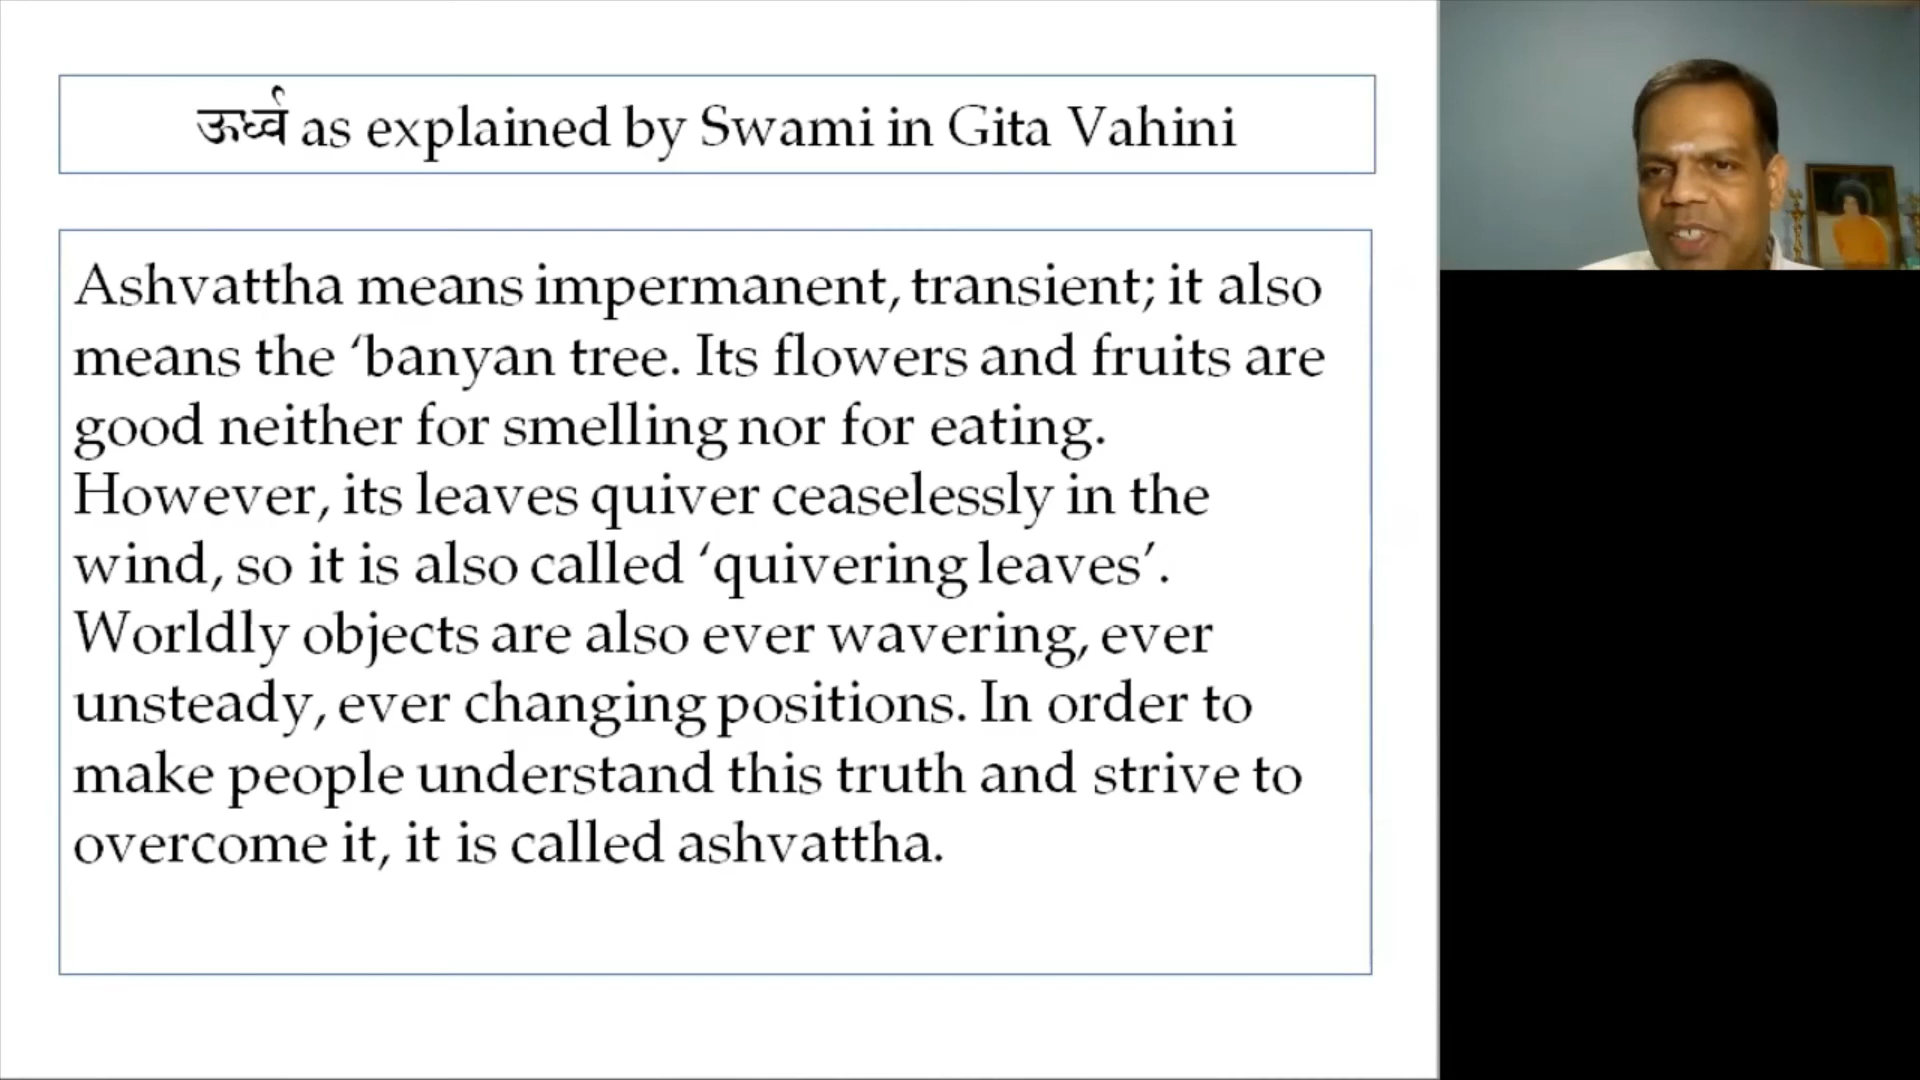 ऊर्ध्व as explained by Swami in Gita Vahini
Ashvattha means impermanent, transient; it also
means the ‘banyan tree. Its flowers and fruits are
good neither for smelling nor for eating.
However, its leaves quiver ceaselessly in the
wind, so it is also called ‘quivering leaves’.
Worldly objects are also ever wavering, ever
unsteady, ever changing positions. In order to
make people understand this truth and strive to
overcome it, it is called ashvattha.